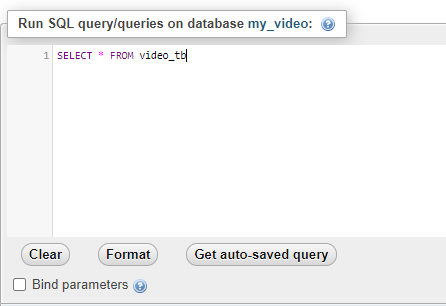 Run SQL query/queries on database my_video:
1 SELECT * FROM video_tb
Clear Format Get auto-saved query
Bind parameters